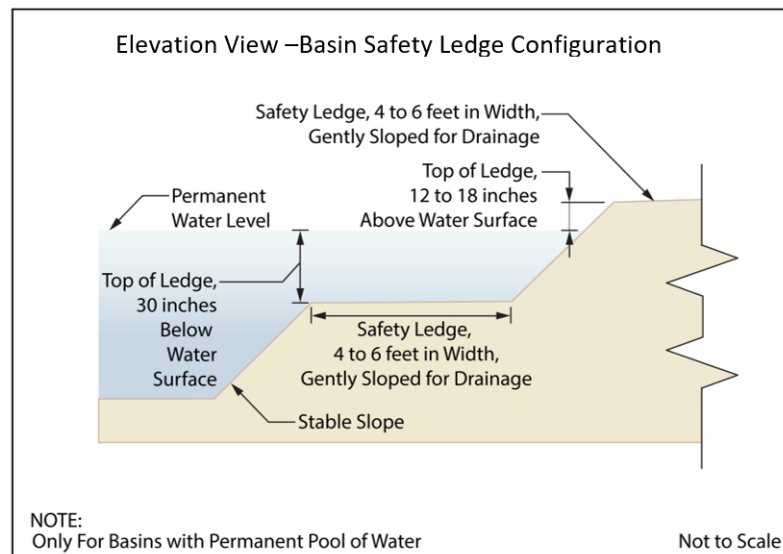 Elevation View –Basin Safety Ledge Configuration
Safety Ledge, 4 to 6 feet in Width,
Gently Sloped for Drainage
Top of Ledge,
12 to 18 inches
Above Water Surface
Permanent
Water Level
Top of Ledge,
30 inches
Below
Water
Surface
Safety Ledge,
4 to 6 feet in Width,
Gently Sloped for Drainage
Stable Slope
NOTE:
Only For Basins with Permanent Pool of Water
Not to Scale